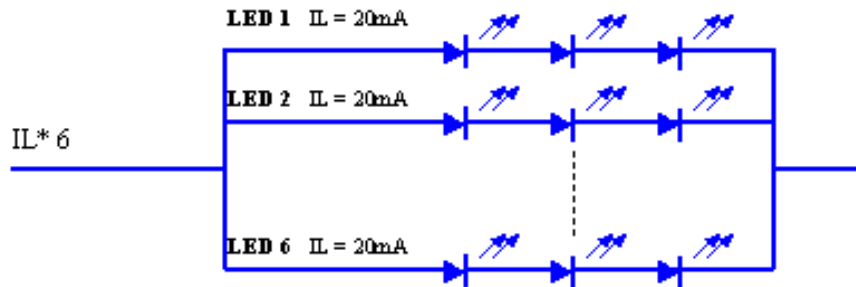 LED 1 IL = 20mA
LED 2 IL = 20mA
IL* 6
LED 6 IL = 20mA